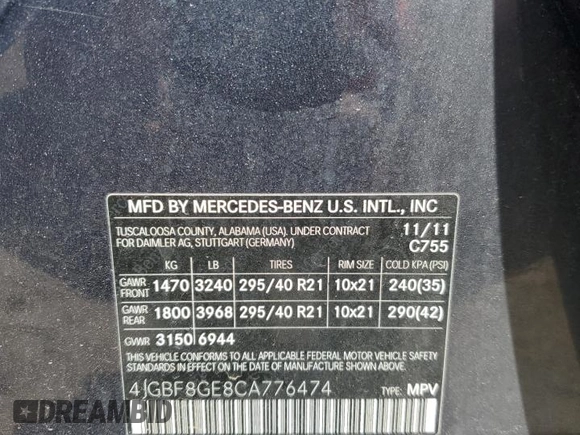 MFD BY MERCEDES-BENZ U.S. INTL., INC
TUSCALOOSA COUNTY, ALABAMA (USA). UNDER CONTRACT FOR DAIMLER AG, STUTTGART (GERMANY)
11/11
C755
KG LB TIRES RIM SIZE COLD KPA (PSI)
GAWR FRONT 1470 3240 295/40 R21 10x21 240(35)
GAWR REAR 1800 3968 295/40 R21 10x21 290(42)
GVWR 3150 6944
THIS VEHICLE CONFORMS TO ALL APPLICABLE FEDERAL MOTOR VEHICLE SAFETY STANDARDS IN EFFECT ON THE DATE OF MANUFACTURE SHOWN ABOVE.
4JGBF8GE8CA776474 TYPE: MPV
FAXVIN